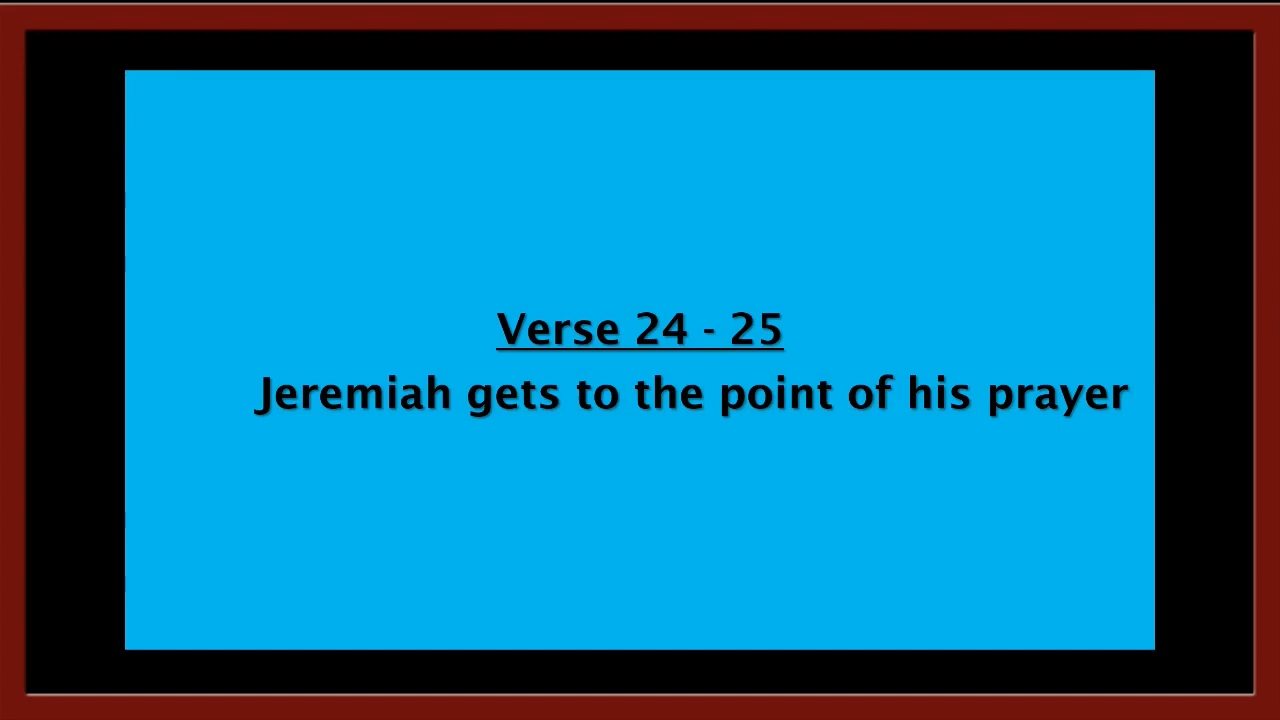 Verse 24 - 25
Jeremiah gets to the point of his prayer